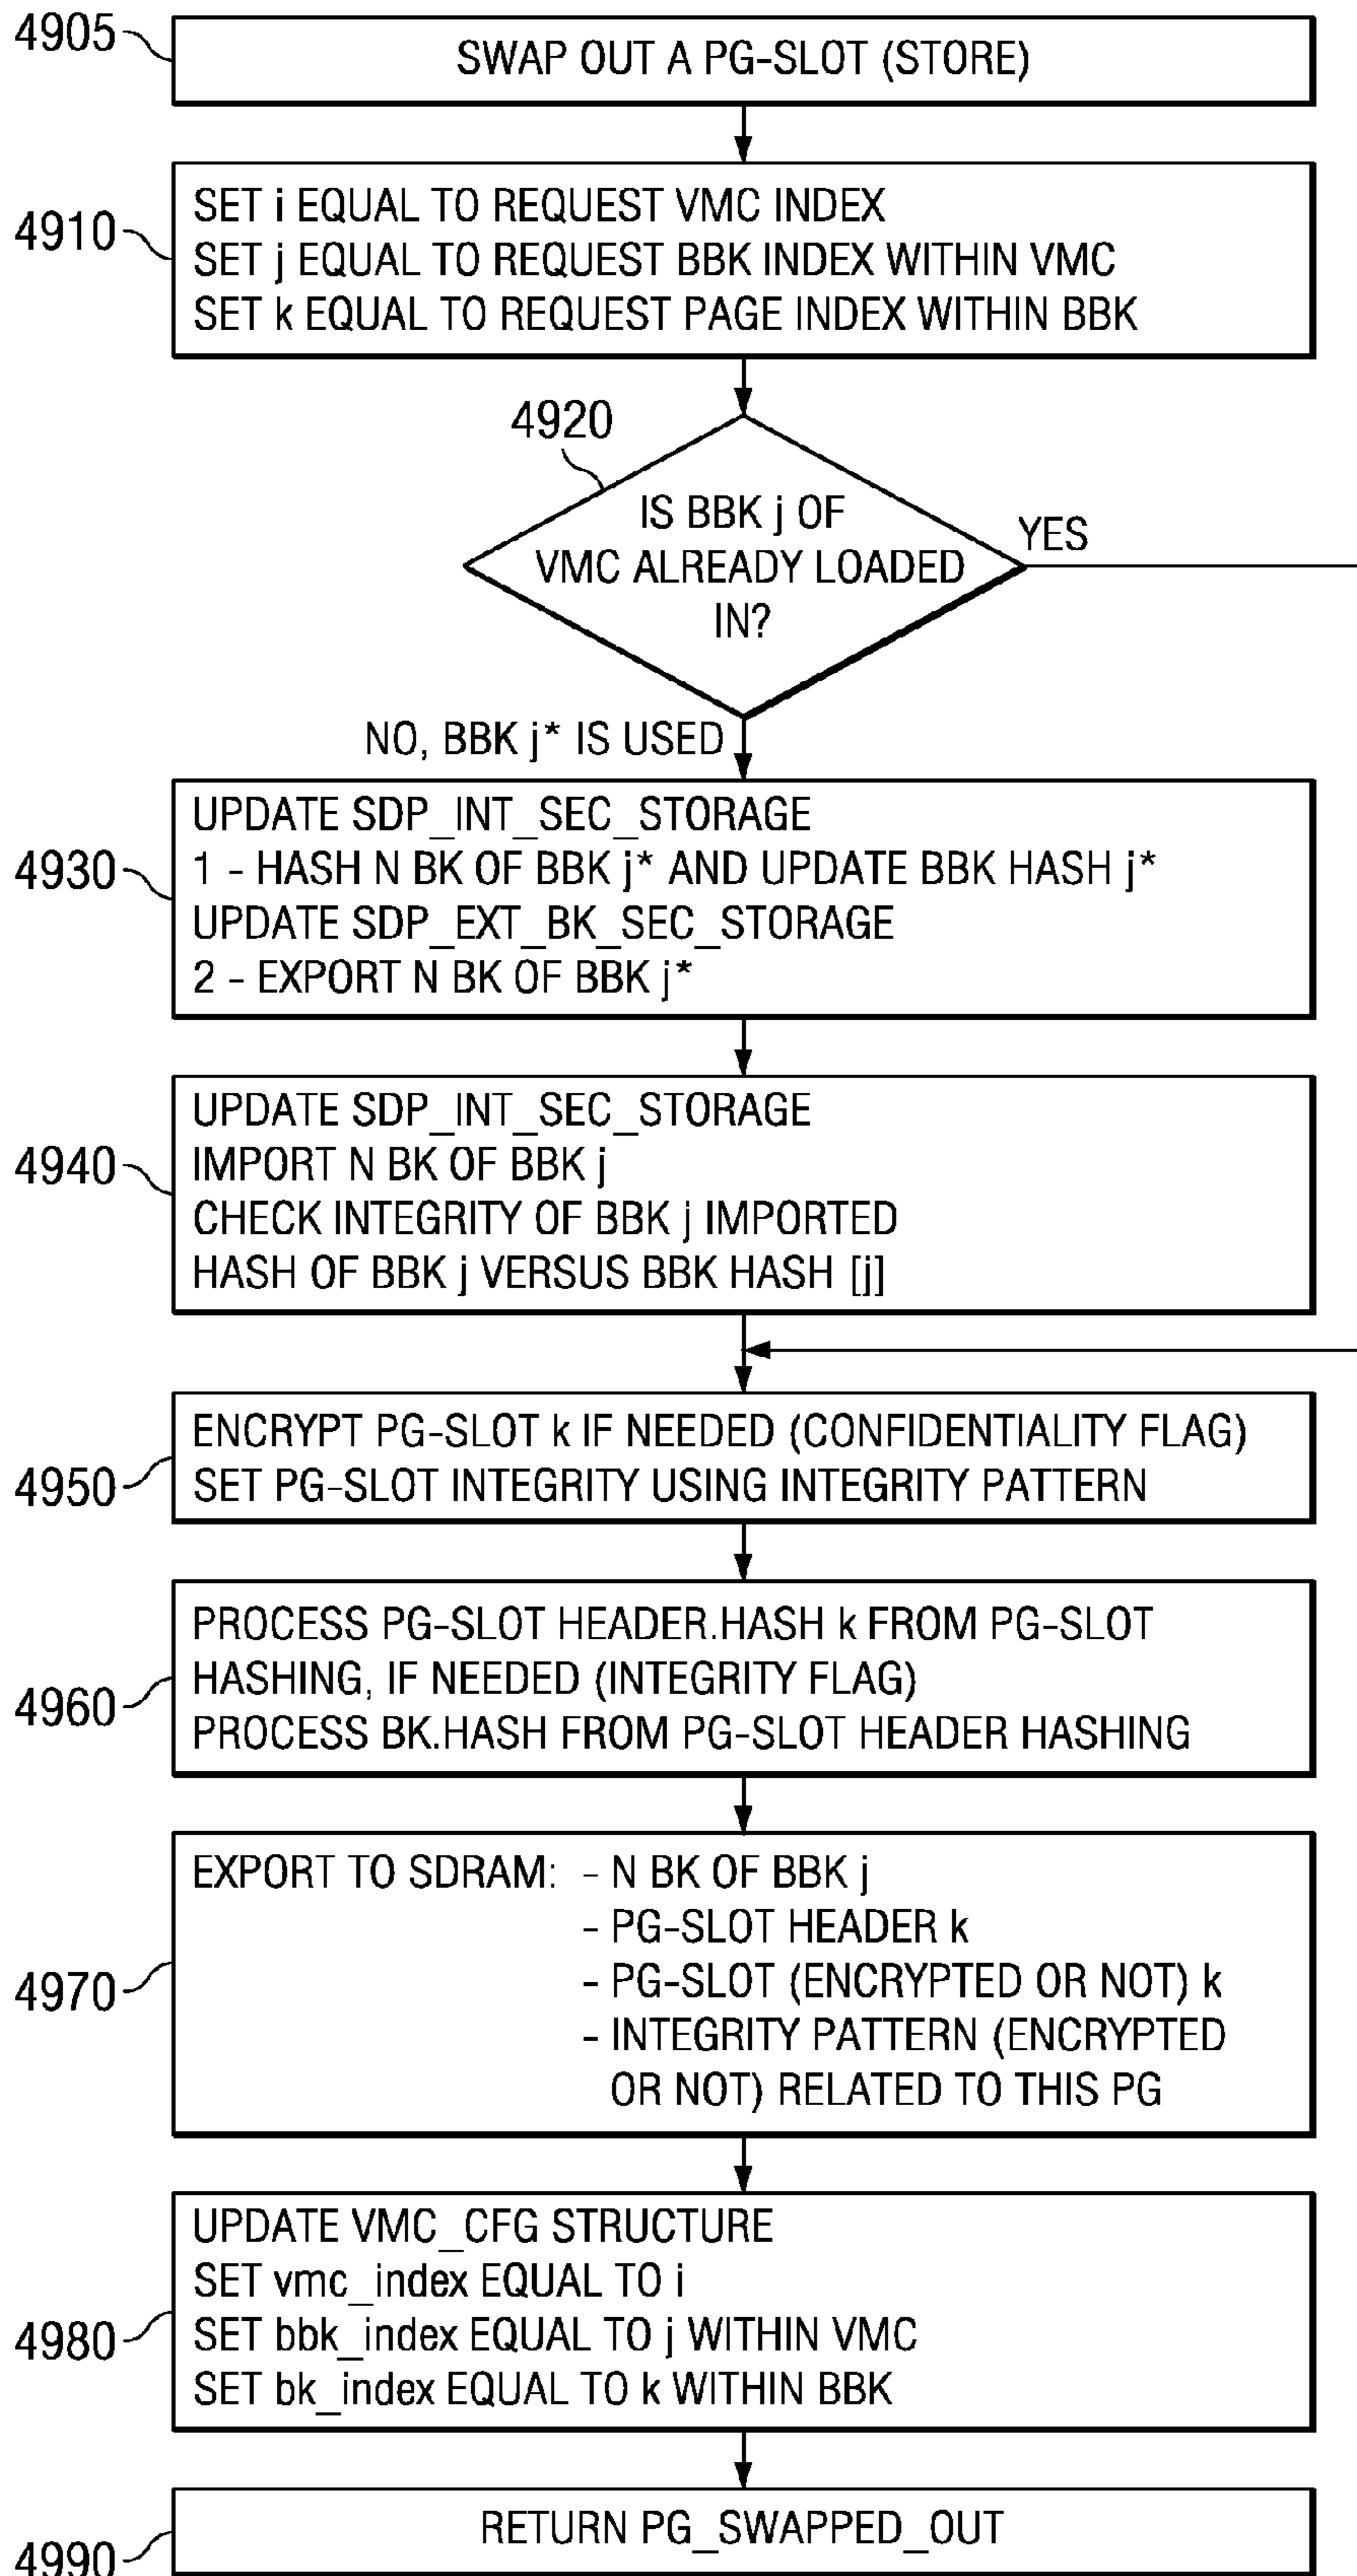 4905
SWAP OUT A PG-SLOT (STORE)
4910
SET i EQUAL TO REQUEST VMC INDEX
SET j EQUAL TO REQUEST BBK INDEX WITHIN VMC
SET k EQUAL TO REQUEST PAGE INDEX WITHIN BBK
4920
IS BBK j OF
VMC ALREADY LOADED
IN?
YES
NO, BBK j* IS USED
4930
UPDATE SDP_INT_SEC_STORAGE
1 - HASH N BK OF BBK j* AND UPDATE BBK HASH j*
UPDATE SDP_EXT_BK_SEC_STORAGE
2 - EXPORT N BK OF BBK j*
4940
UPDATE SDP_INT_SEC_STORAGE
IMPORT N BK OF BBK j
CHECK INTEGRITY OF BBK j IMPORTED
HASH OF BBK j VERSUS BBK HASH [j]
4950
ENCRYPT PG-SLOT k IF NEEDED (CONFIDENTIALITY FLAG)
SET PG-SLOT INTEGRITY USING INTEGRITY PATTERN
4960
PROCESS PG-SLOT HEADER.HASH k FROM PG-SLOT
HASHING, IF NEEDED (INTEGRITY FLAG)
PROCESS BK.HASH FROM PG-SLOT HEADER HASHING
4970
EXPORT TO SDRAM: - N BK OF BBK j
- PG-SLOT HEADER k
- PG-SLOT (ENCRYPTED OR NOT) k
- INTEGRITY PATTERN (ENCRYPTED
OR NOT) RELATED TO THIS PG
4980
UPDATE VMC_CFG STRUCTURE
SET vmc_index EQUAL TO i
SET bbk_index EQUAL TO j WITHIN VMC
SET bk_index EQUAL TO k WITHIN BBK
4990
RETURN PG_SWAPPED_OUT